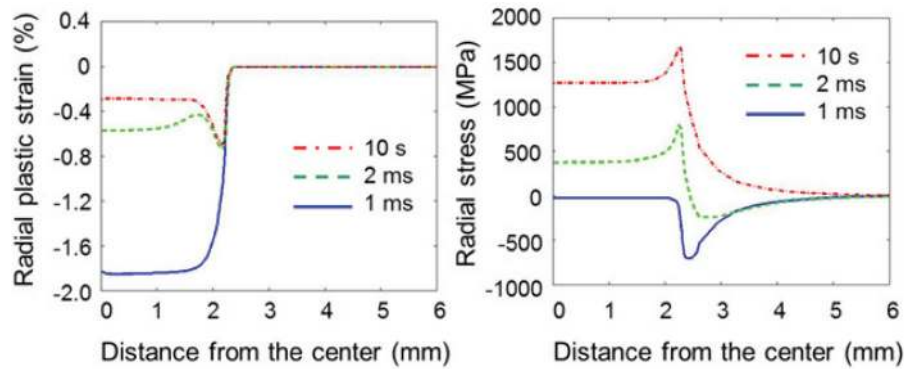 Radial plastic strain (%)
0.4
0
-0.4
-0.8
-1.2
-1.6
-2.0
0 1 2 3 4 5 6
10 s
2 ms
1 ms
Distance from the center (mm)
Radial stress (MPa)
2000
1500
1000
500
0
-500
-1000
0 1 2 3 4 5 6
10 s
2 ms
1 ms
Distance from the center (mm)